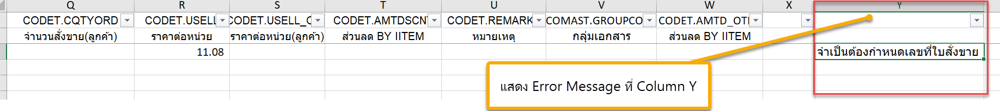 Q R S T U V W X Y
CODET.CQTYORD CODET.USELL CODET.USELL_C CODET.AMTDSCNT CODET.REMARK COMAST.GROUPCO CODET.AMTD_OTI
จำนวนสั่งขาย(ลูกค้า) ราคาต่อหน่วย ราคาต่อหน่วย(ลูกค้า) ส่วนลด BY IITEM หมายเหตุ กลุ่มเอกสาร ส่วนลด BY IITEM
11.08 จำเป็นต้องกำหนดเลขที่ใบสั่งขาย
แสดง Error Message ที่ Column Y